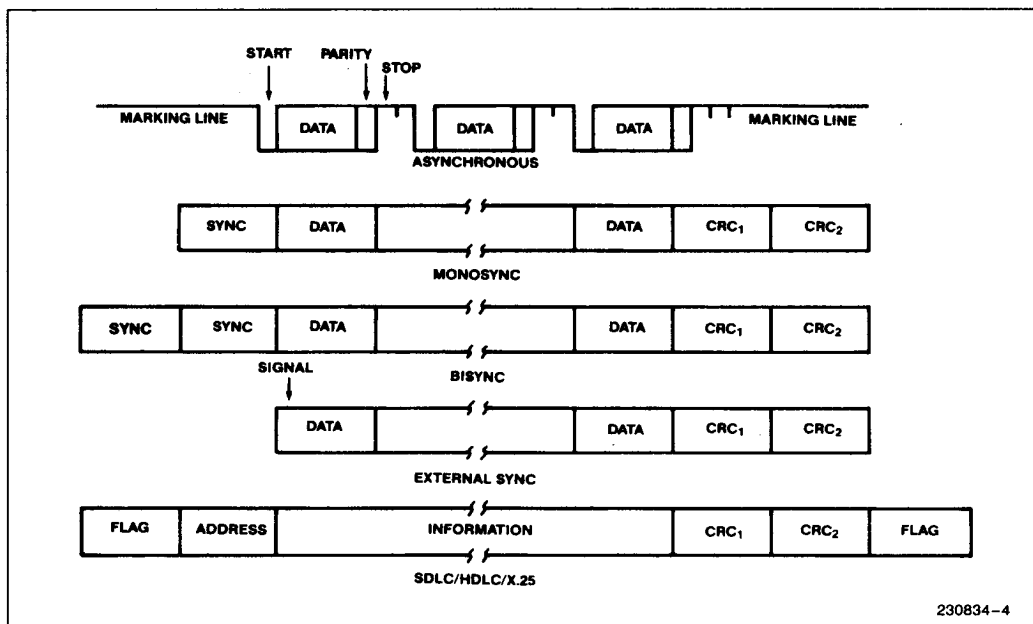 START PARITY
STOP
MARKING LINE DATA DATA DATA MARKING LINE
ASYNCHRONOUS
SYNC DATA DATA CRC1 CRC2
MONOSYNC
SYNC SYNC DATA DATA CRC1 CRC2
SIGNAL BISYNC
DATA DATA CRC1 CRC2
EXTERNAL SYNC
FLAG ADDRESS INFORMATION CRC1 CRC2 FLAG
SDLC/HDLC/X.25
230834-4